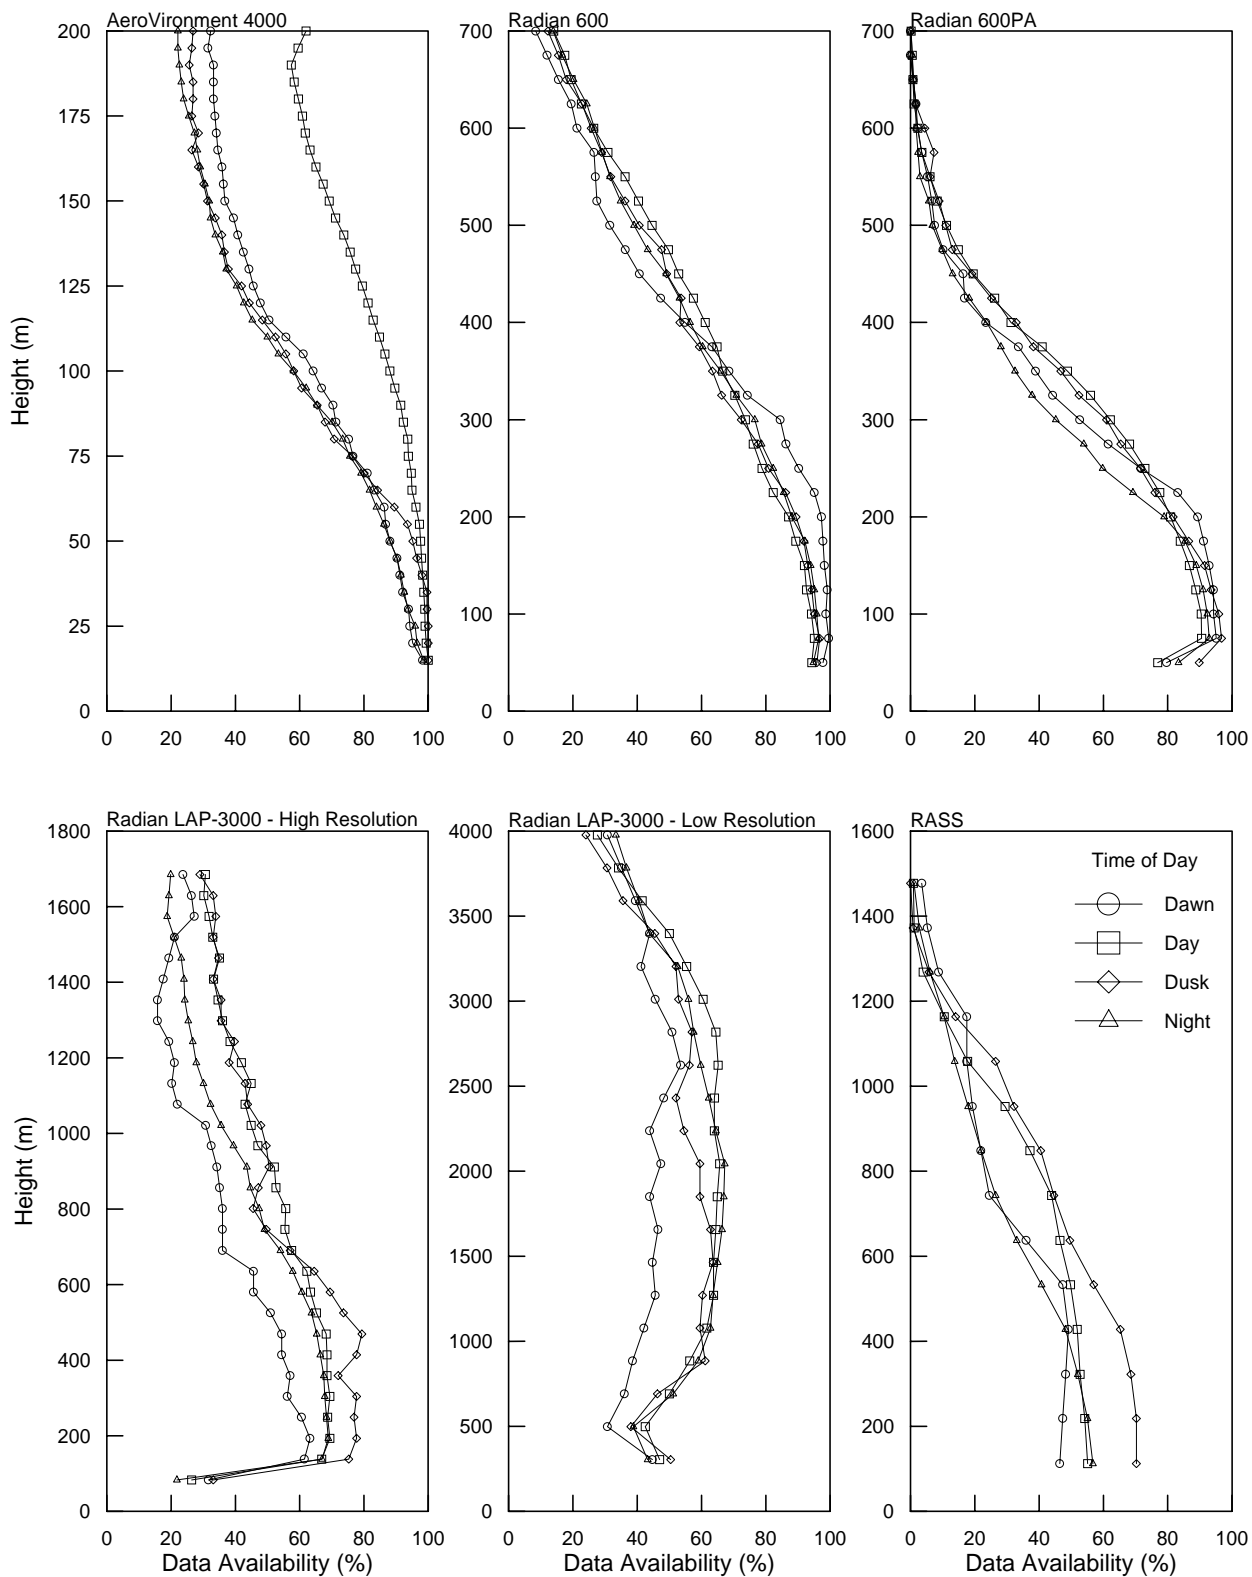 AeroVironment 4000
Radian 600
Radian 600PA
200
175
150
125
100
75
50
25
0
Height (m)
0 20 40 60 80 100
700
600
500
400
300
200
100
0
0 20 40 60 80 100
700
600
500
400
300
200
100
0
0 20 40 60 80 100
Radian LAP-3000 - High Resolution
Radian LAP-3000 - Low Resolution
RASS
1800
1600
1400
1200
1000
800
600
400
200
0
Height (m)
0 20 40 60 80 100
Data Availability (%)
4000
3500
3000
2500
2000
1500
1000
500
0
0 20 40 60 80 100
Data Availability (%)
1600
1400
1200
1000
800
600
400
200
0
0 20 40 60 80 100
Data Availability (%)
Time of Day
Dawn
Day
Dusk
Night